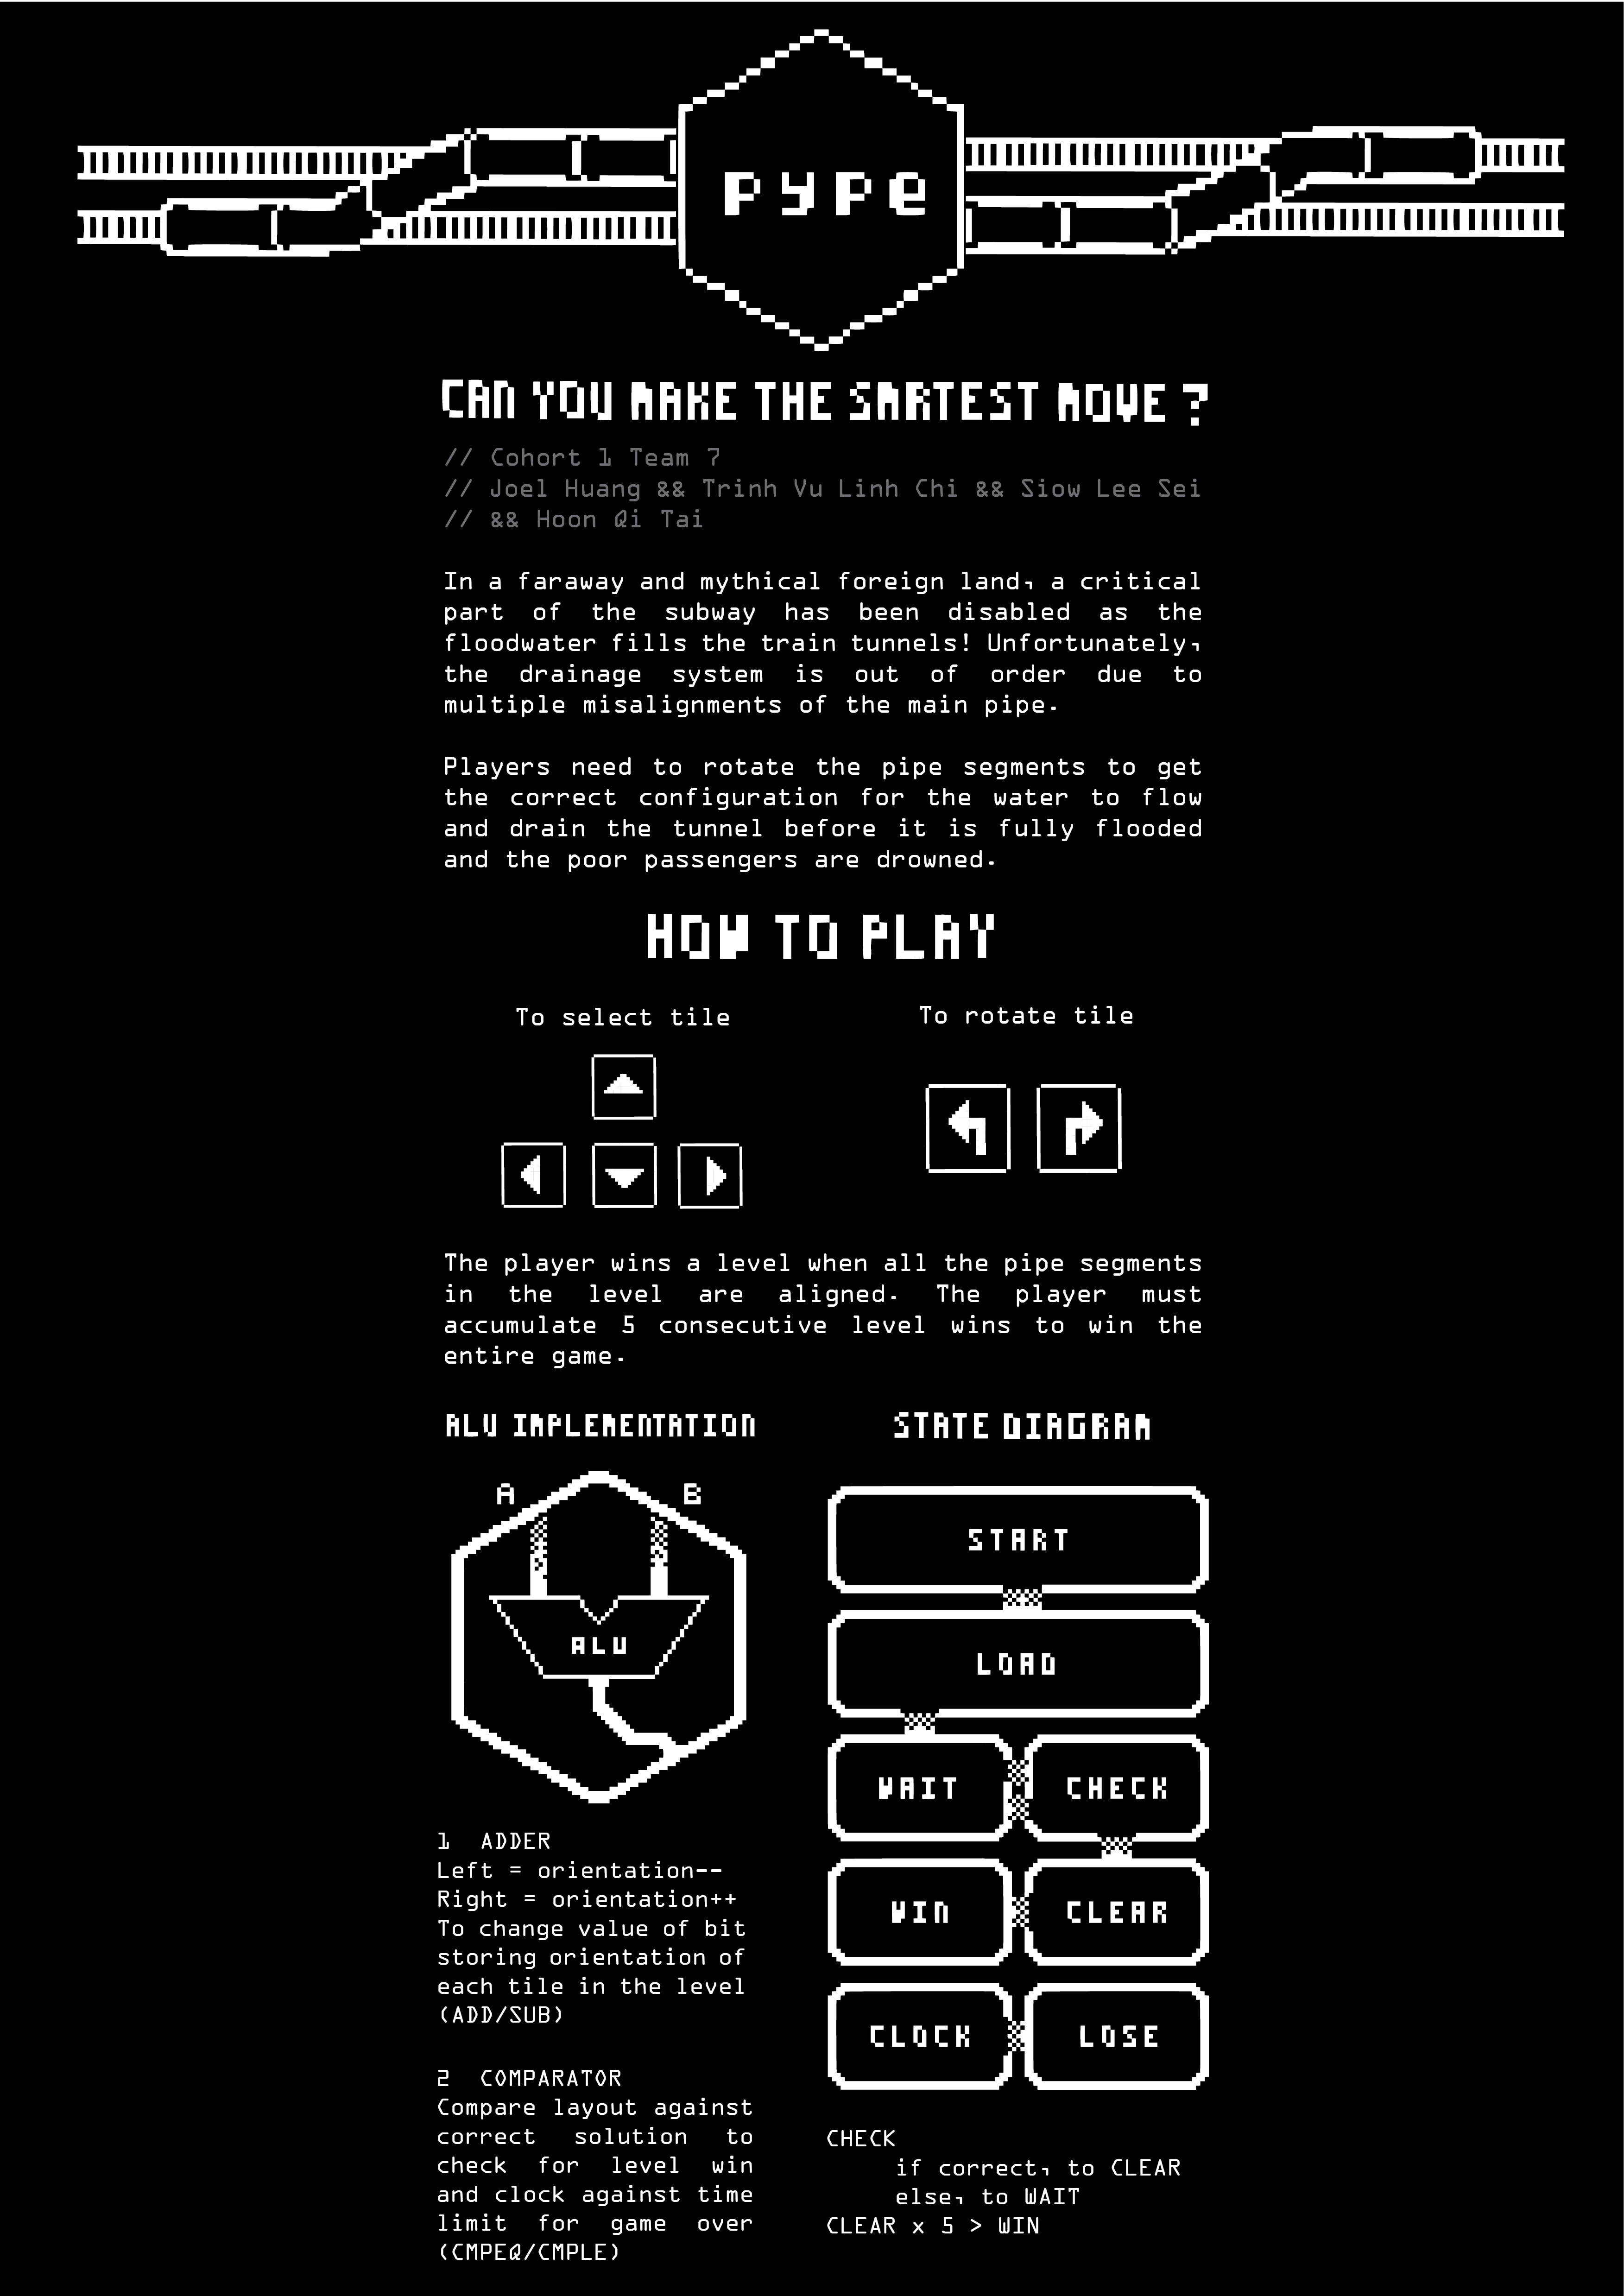 pype
CAN YOU MAKE THE SMARTEST MOVE ?
// Cohort 1 Team 7
// Joel Huang && Trinh Vu Linh Chi && Siow Lee Sei
// && Hoon Qi Tai
In a faraway and mythical foreign land, a critical
part of the subway has been disabled as the
floodwater fills the train tunnels! Unfortunately,
the drainage system is out of order due to
multiple misalignments of the main pipe.
Players need to rotate the pipe segments to get
the correct configuration for the water to flow
and drain the tunnel before it is fully flooded
and the poor passengers are drowned.
HOW TO PLAY
To select tile
To rotate tile
The player wins a level when all the pipe segments
in the level are aligned. The player must
accumulate 5 consecutive level wins to win the
entire game.
ALU IMPLEMENTATION
A B
ALU
1 ADDER
Left = orientation--
Right = orientation++
To change value of bit
storing orientation of
each tile in the level
(ADD/SUB)
2 COMPARATOR
Compare layout against
correct solution to
check for level win
and clock against time
limit for game over
(CMPEQ/CMPLE)
STATE DIAGRAM
START
LOAD
WAIT CHECK
WIN CLEAR
CLOCK LOSE
CHECK
if correct, to CLEAR
else, to WAIT
CLEAR x 5 > WIN